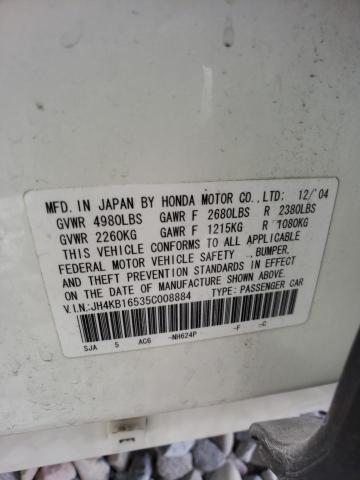 MFD. IN JAPAN BY HONDA MOTOR CO., LTD: 12/'04
GVWR 4980LBS GAWR F 2680LBS R 2380LBS
GVWR 2260KG GAWR F 1215KG R 1080KG
THIS VEHICLE CONFORMS TO ALL APPLICABLE
FEDERAL MOTOR VEHICLE SAFETY , BUMPER,
AND THEFT PREVENTION STANDARDS IN EFFECT
ON THE DATE OF MANUFACTURE SHOWN ABOVE.
V.I.N.: JH4KB16535C008884 TYPE: PASSENGER CAR
SJA 5 AC6 -NH624P -F -C